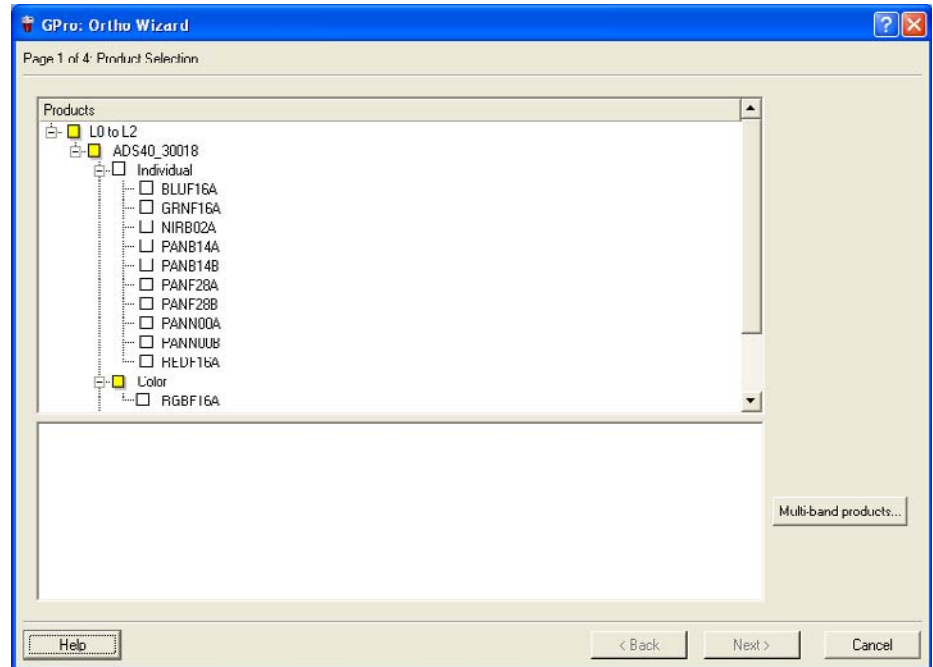 GPro: Ortho Wizard
Page 1 of 4: Product Selection
Products
L0 to L2
ADS40_30018
Individual
BLUF16A
GRNF16A
NIRB02A
PANB14A
PANB14B
PANF28A
PANF28B
PANN00A
PANN00B
REDF16A
Color
RGBF16A
Multi-band products...
Help
< Back
Next >
Cancel